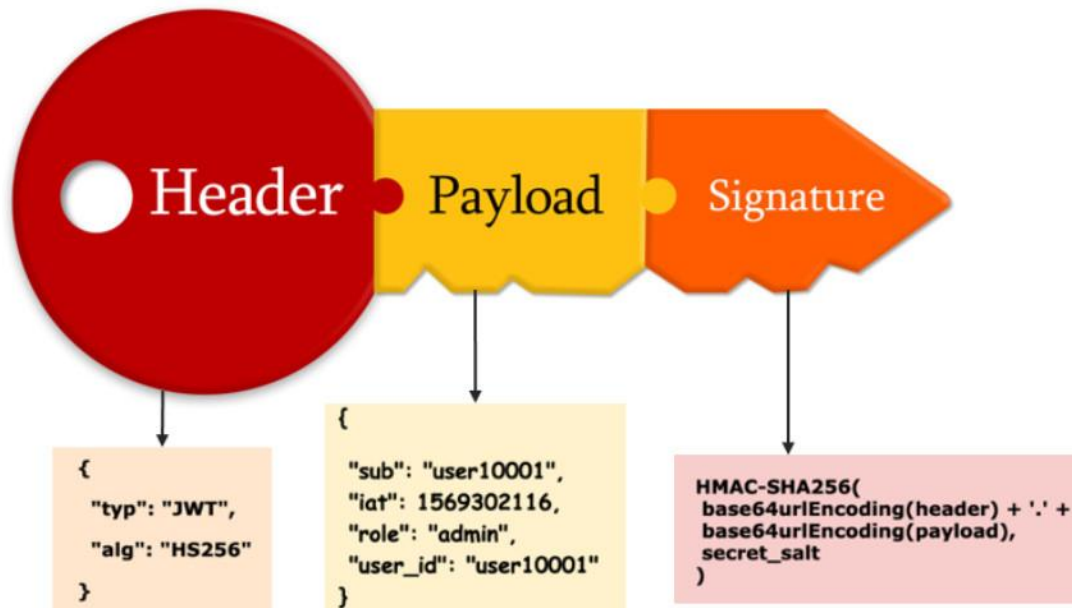 Header
Payload
Signature
{
"typ": "JWT",
"alg": "HS256"
}
{
"sub": "user10001",
"iat": 1569302116,
"role": "admin",
"user_id": "user10001"
}
HMAC-SHA256(
base64urlEncoding(header) + '.' +
base64urlEncoding(payload),
secret_salt
)